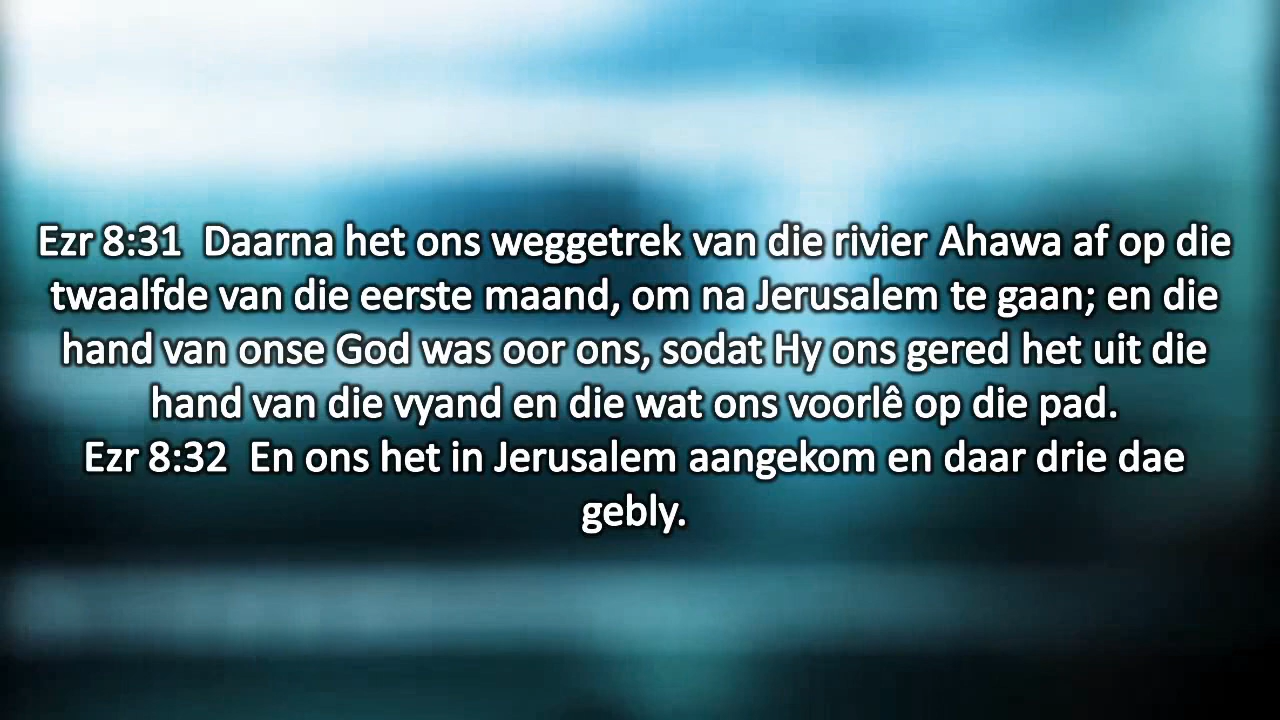 Ezr 8:31  Daarna het ons weggetrek van die rivier Ahawa af op die
twaalfde van die eerste maand, om na Jerusalem te gaan; en die
hand van onse God was oor ons, sodat Hy ons gered het uit die
hand van die vyand en die wat ons voorlê op die pad.
Ezr 8:32  En ons het in Jerusalem aangekom en daar drie dae
gebly.